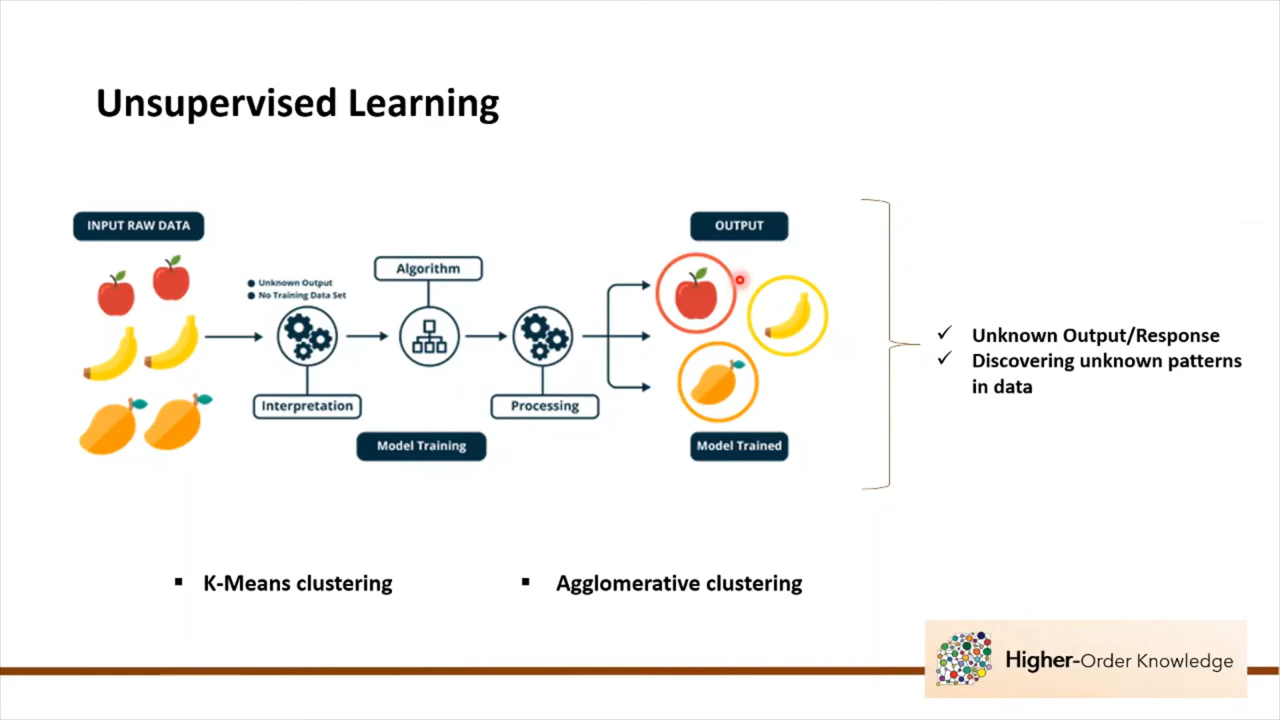 Unsupervised Learning
INPUT RAW DATA
OUTPUT
Algorithm
Unknown Output
No Training Data Set
Interpretation
Processing
Model Training
Model Trained
✓ Unknown Output/Response
✓ Discovering unknown patterns
in data
▪ K-Means clustering
▪ Agglomerative clustering
Higher-Order Knowledge